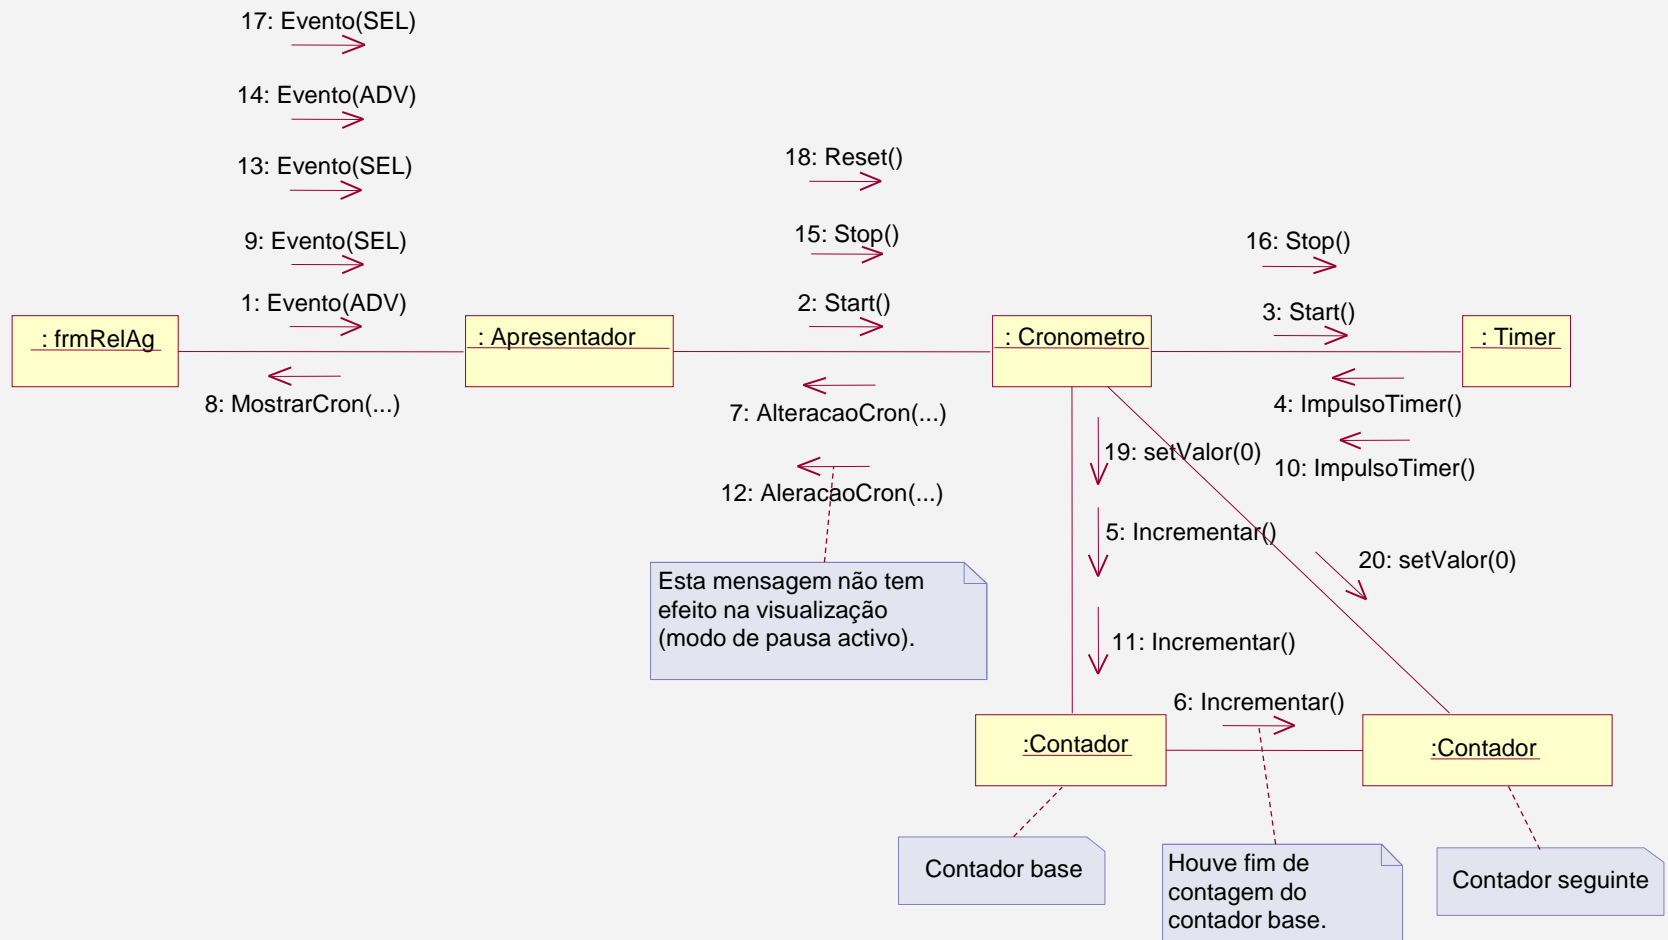 17: Evento(SEL)
14: Evento(ADV)
13: Evento(SEL)
18: Reset()
9: Evento(SEL)
15: Stop()
16: Stop()
1: Evento(ADV)
2: Start()
3: Start()
: frmRelAg
: Apresentador
: Cronometro
: Timer
8: MostrarCron(...)
7: AlteracaoCron(...)
4: ImpulsoTimer()
19: setValor(0)
10: ImpulsoTimer()
12: AleracaoCron(...)
5: Incrementar()
20: setValor(0)
Esta mensagem não tem
efeito na visualização
(modo de pausa activo).
11: Incrementar()
6: Incrementar()
:Contador
:Contador
Contador base
Houve fim de
contagem do
contador base.
Contador seguinte